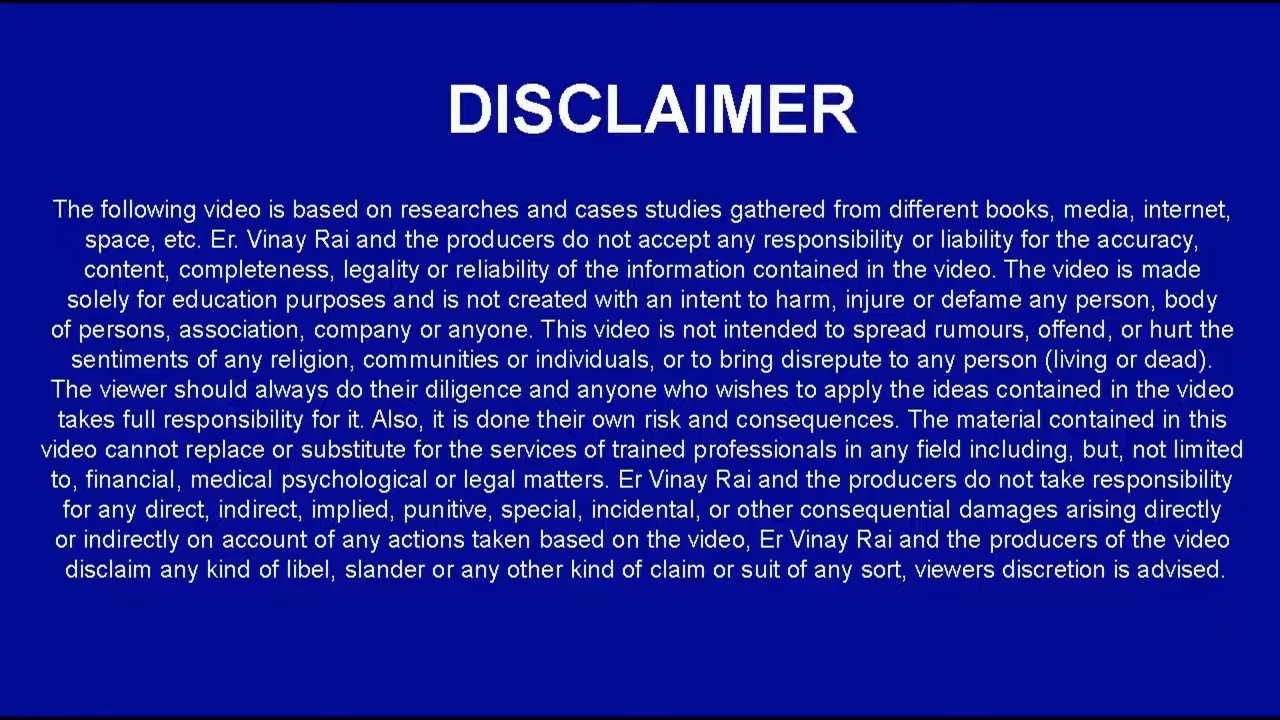 DISCLAIMER
The following video is based on researches and cases studies gathered from different books, media, internet,
space, etc. Er. Vinay Rai and the producers do not accept any responsibility or liability for the accuracy,
content, completeness, legality or reliability of the information contained in the video. The video is made
solely for education purposes and is not created with an intent to harm, injure or defame any person, body
of persons, association, company or anyone. This video is not intended to spread rumours, offend, or hurt the
sentiments of any religion, communities or individuals, or to bring disrepute to any person (living or dead).
The viewer should always do their diligence and anyone who wishes to apply the ideas contained in the video
takes full responsibility for it. Also, it is done their own risk and consequences. The material contained in this
video cannot replace or substitute for the services of trained professionals in any field including, but, not limited
to, financial, medical psychological or legal matters. Er Vinay Rai and the producers do not take responsibility
for any direct, indirect, implied, punitive, special, incidental, or other consequential damages arising directly
or indirectly on account of any actions taken based on the video, Er Vinay Rai and the producers of the video
disclaim any kind of libel, slander or any other kind of claim or suit of any sort, viewers discretion is advised.